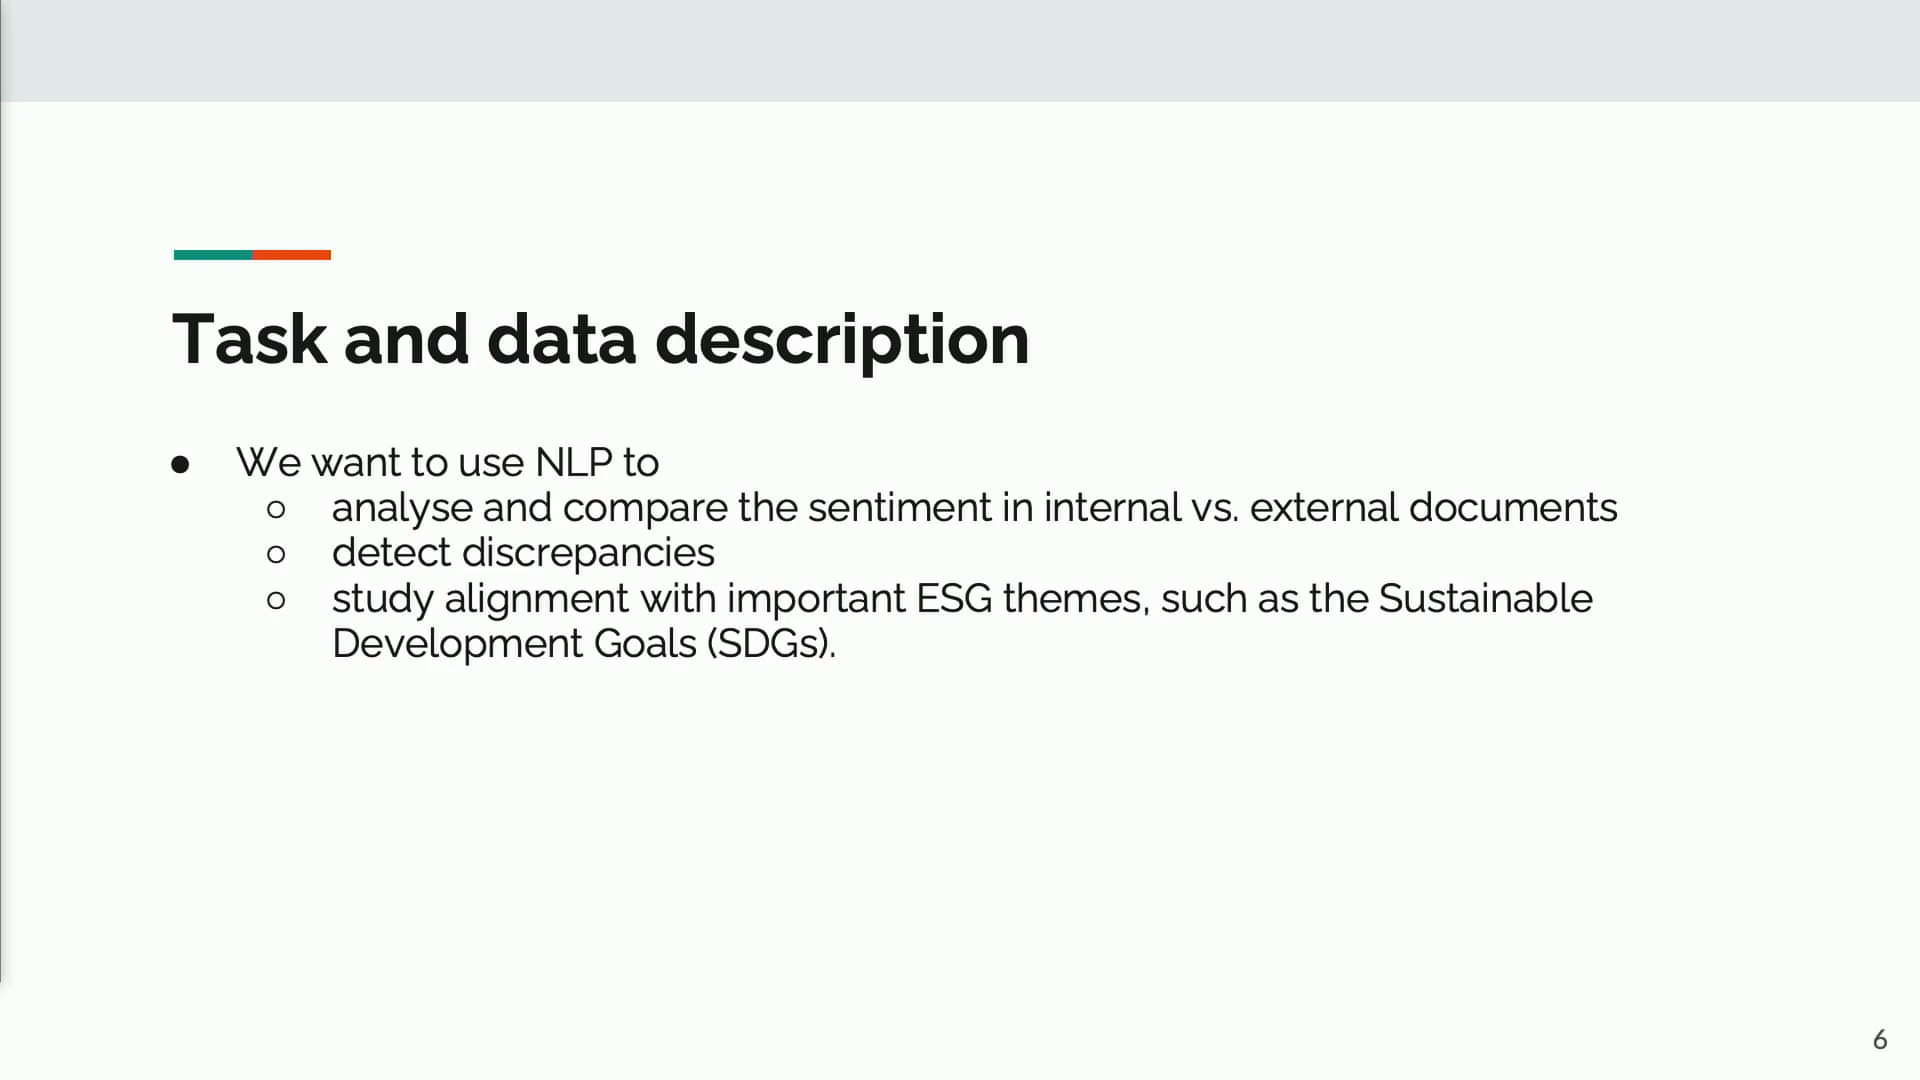 Task and data description
● We want to use NLP to
○ analyse and compare the sentiment in internal vs. external documents
○ detect discrepancies
○ study alignment with important ESG themes, such as the Sustainable
Development Goals (SDGs).
6